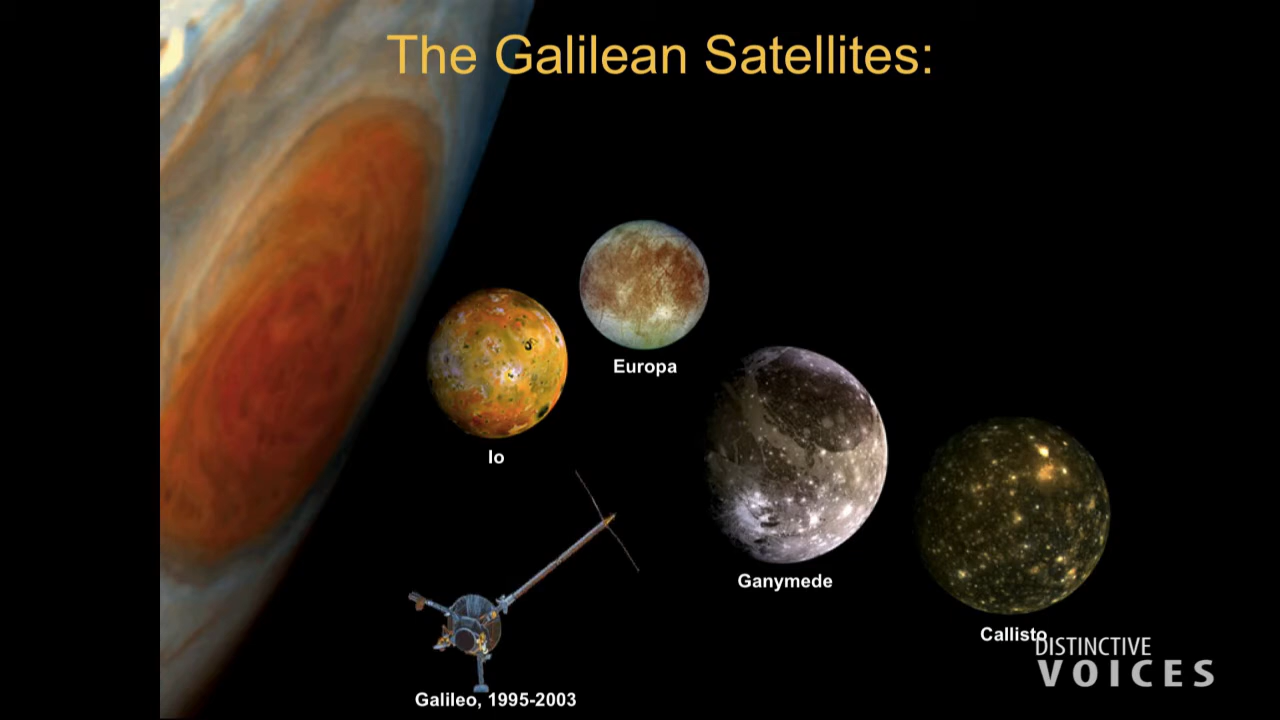 The Galilean Satellites:
Europa
Io
Ganymede
Callisto
Galileo, 1995-2003
DISTINCTIVE
VOICES